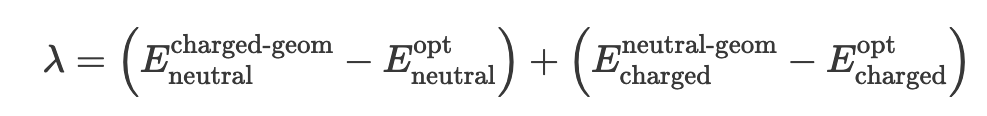 λ = (E_neutral^charged-geom − E_neutral^opt) + (E_charged^neutral-geom − E_charged^opt)